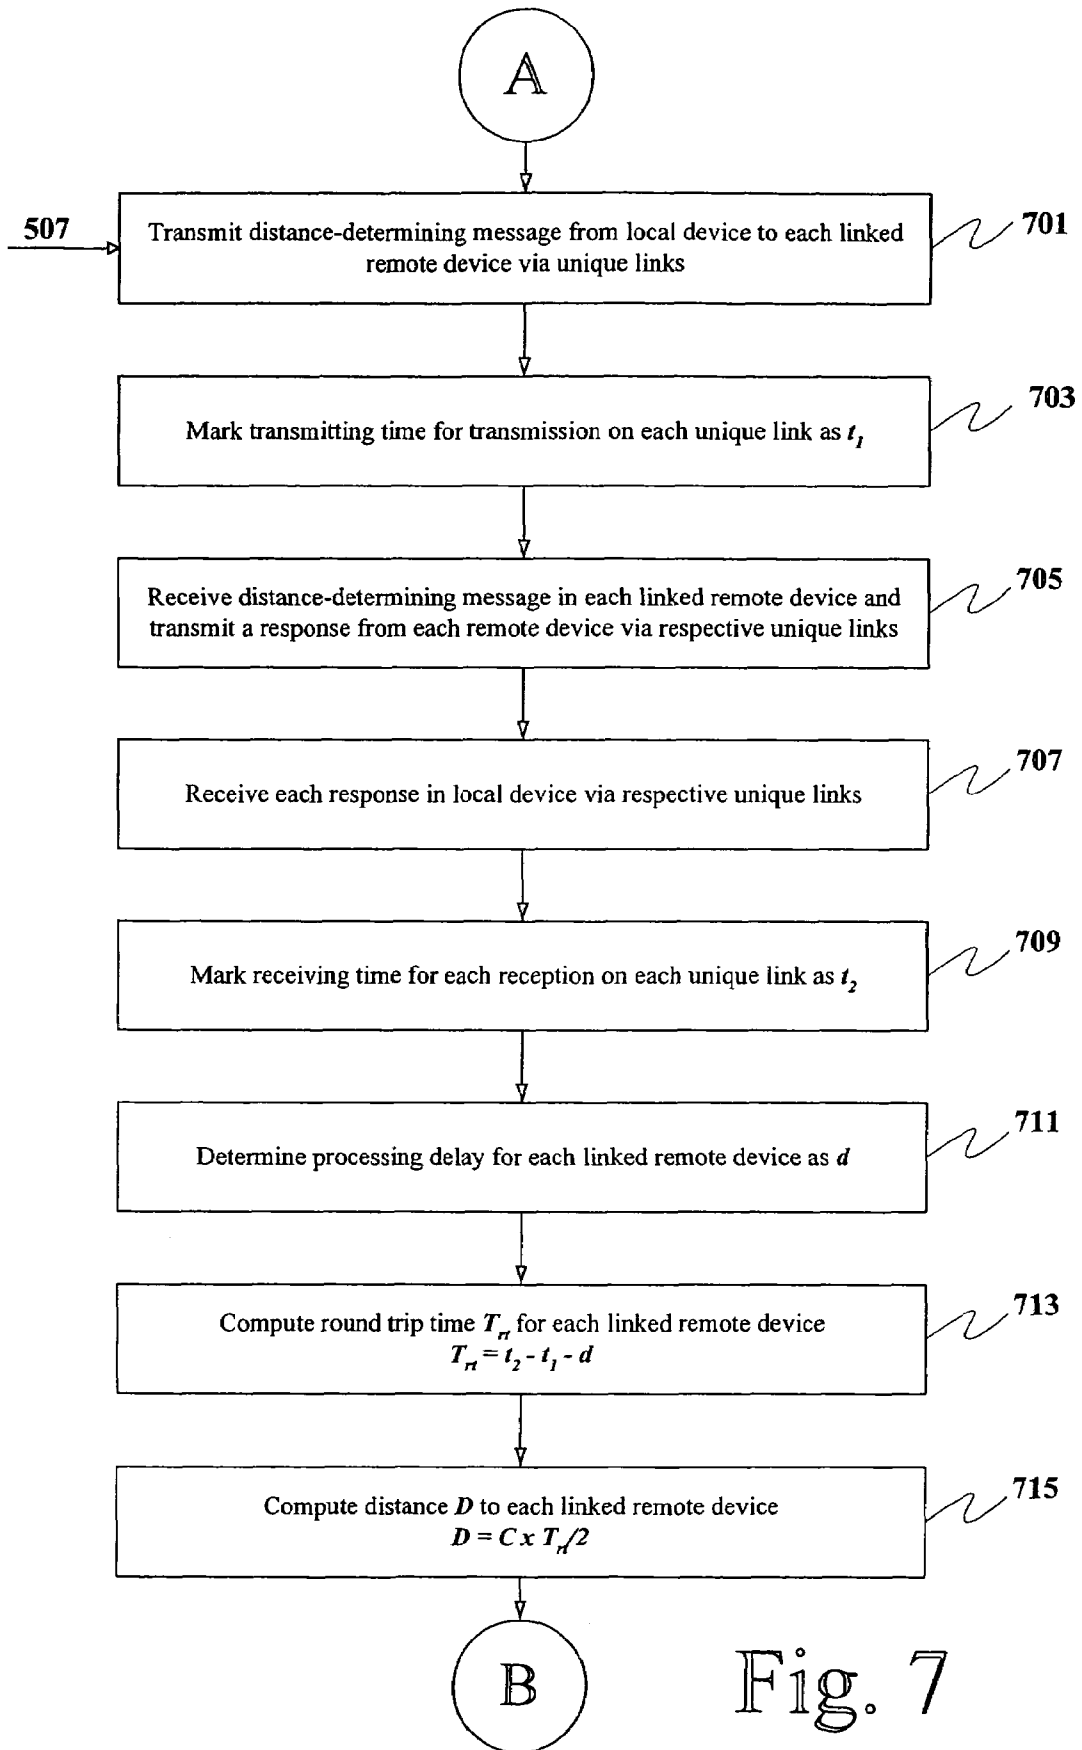 A
507
Transmit distance-determining message from local device to each linked
remote device via unique links
701
Mark transmitting time for transmission on each unique link as t₁
703
Receive distance-determining message in each linked remote device and
transmit a response from each remote device via respective unique links
705
Receive each response in local device via respective unique links
707
Mark receiving time for each reception on each unique link as t₂
709
Determine processing delay for each linked remote device as d
711
Compute round trip time T_rt for each linked remote device
T_rt = t₂ - t₁ - d
713
Compute distance D to each linked remote device
D = C x T_rt/2
715
B
Fig. 7